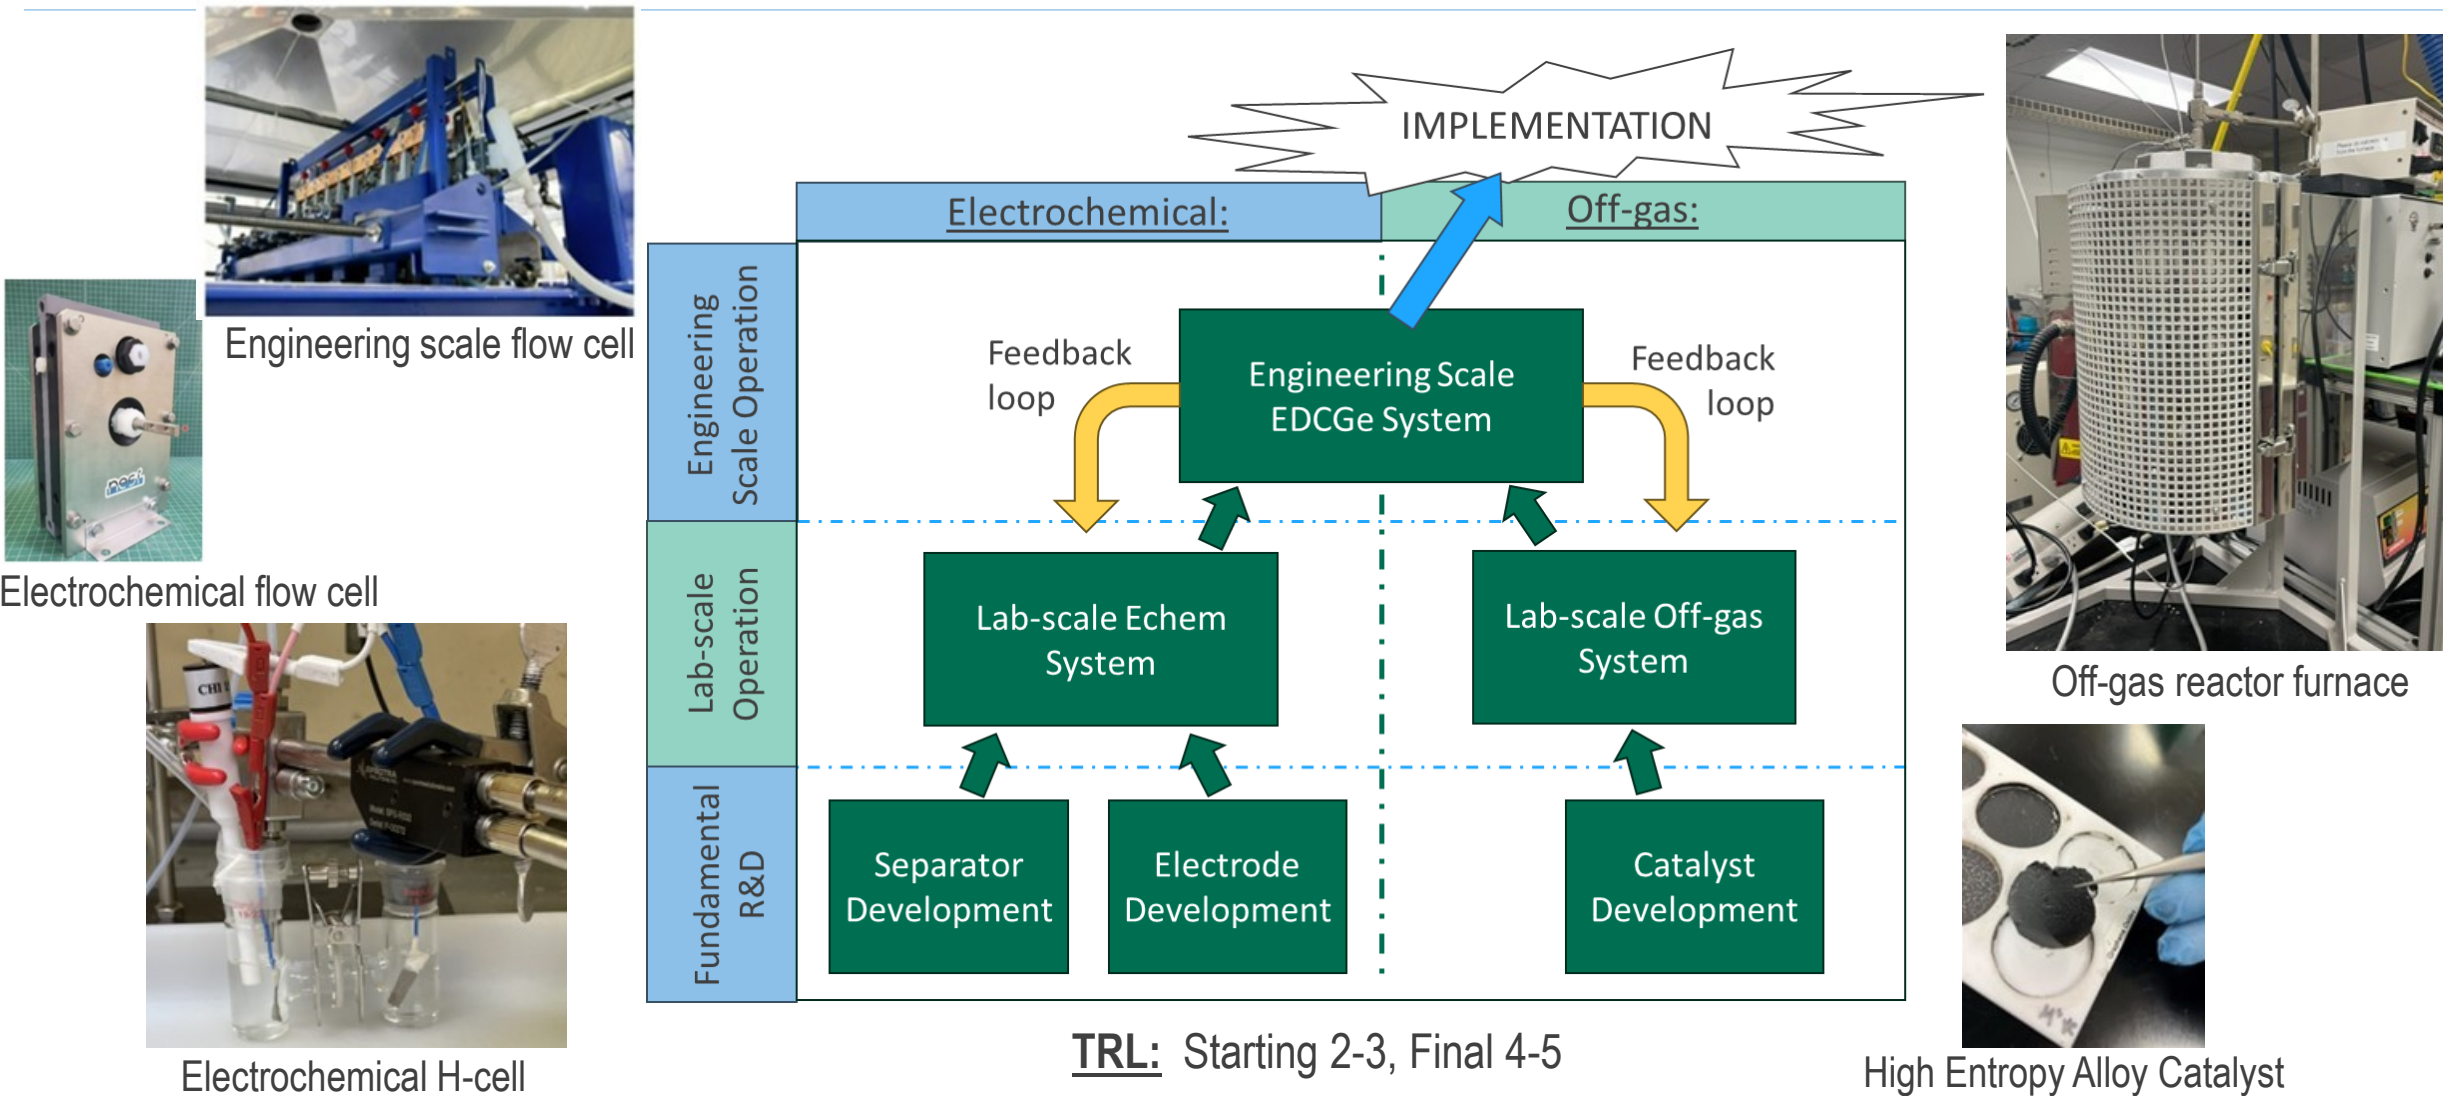 IMPLEMENTATION
Electrochemical:
Off-gas:
Engineering
Scale Operation
Lab-scale
Operation
Fundamental
R&D
Feedback
loop
Engineering Scale
EDCGe System
Feedback
loop
Lab-scale Echem
System
Lab-scale Off-gas
System
Separator
Development
Electrode
Development
Catalyst
Development
TRL: Starting 2-3, Final 4-5
Engineering scale flow cell
Electrochemical flow cell
CHI
Electrochemical H-cell
Off-gas reactor furnace
High Entropy Alloy Catalyst